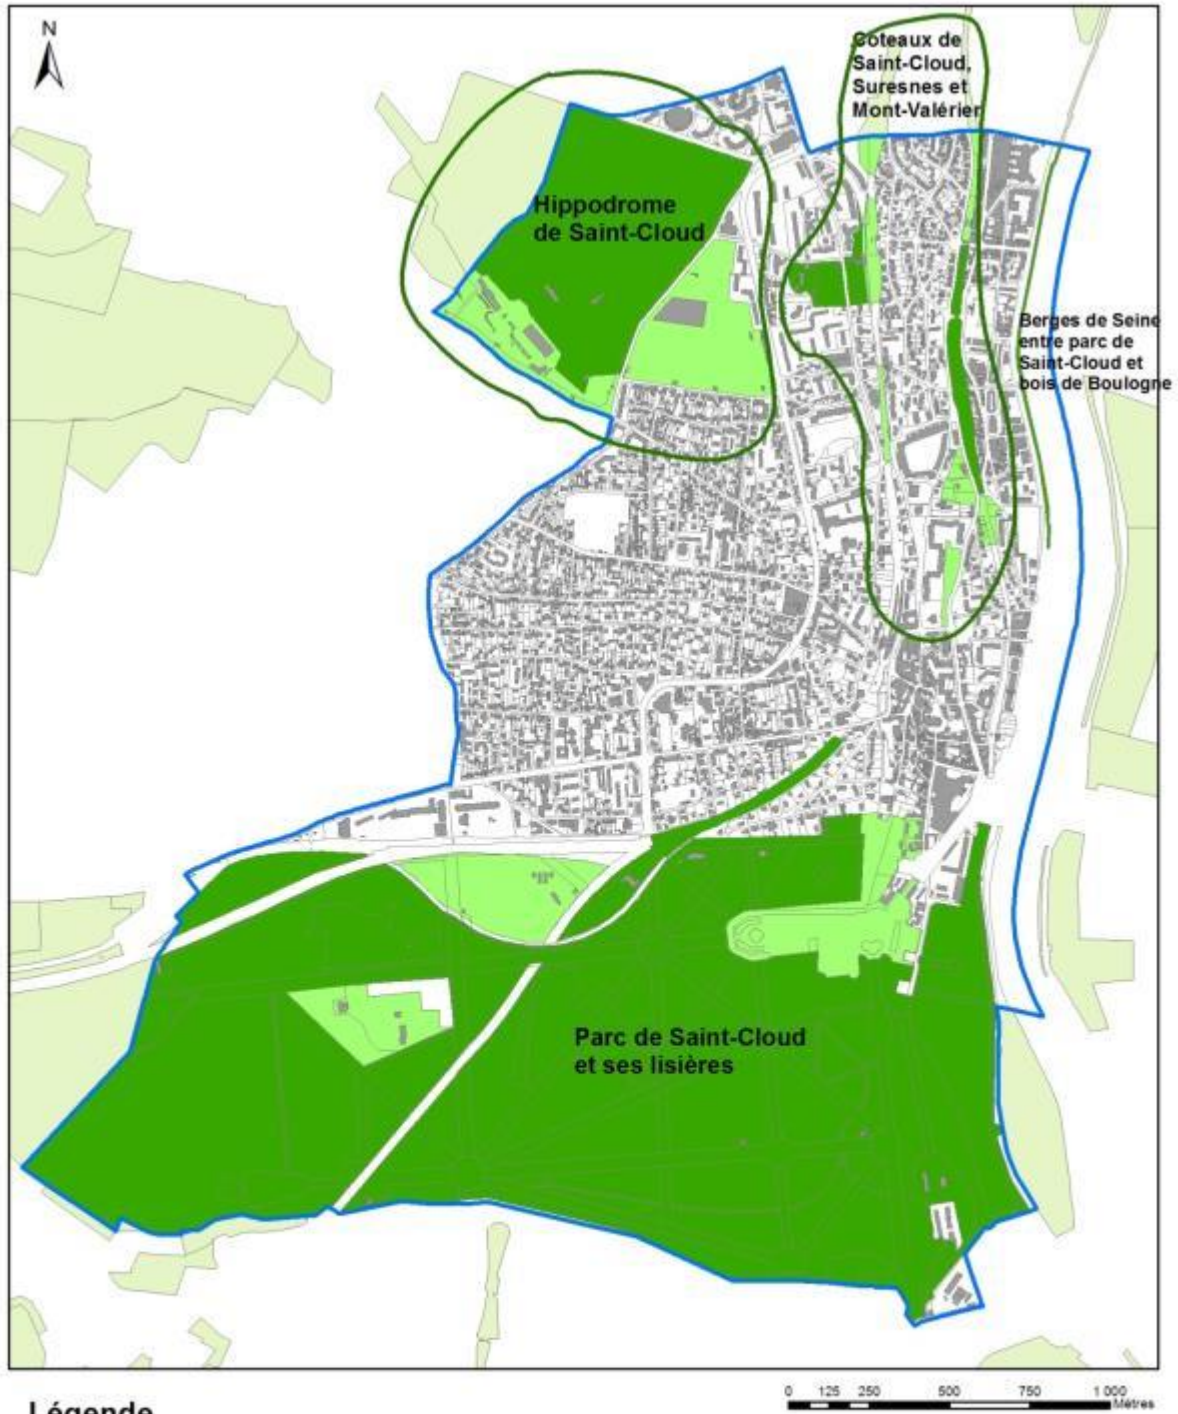 N
Coteaux de
Saint-Cloud,
Suresnes et
Mont-Valérier
Hippodrome
de Saint-Cloud
Berges de Seine
entre parc de
Saint-Cloud et
bois de Boulogne
Parc de Saint-Cloud
et ses lisières
Légende
0 125 250 500 750 1 000
Mètres